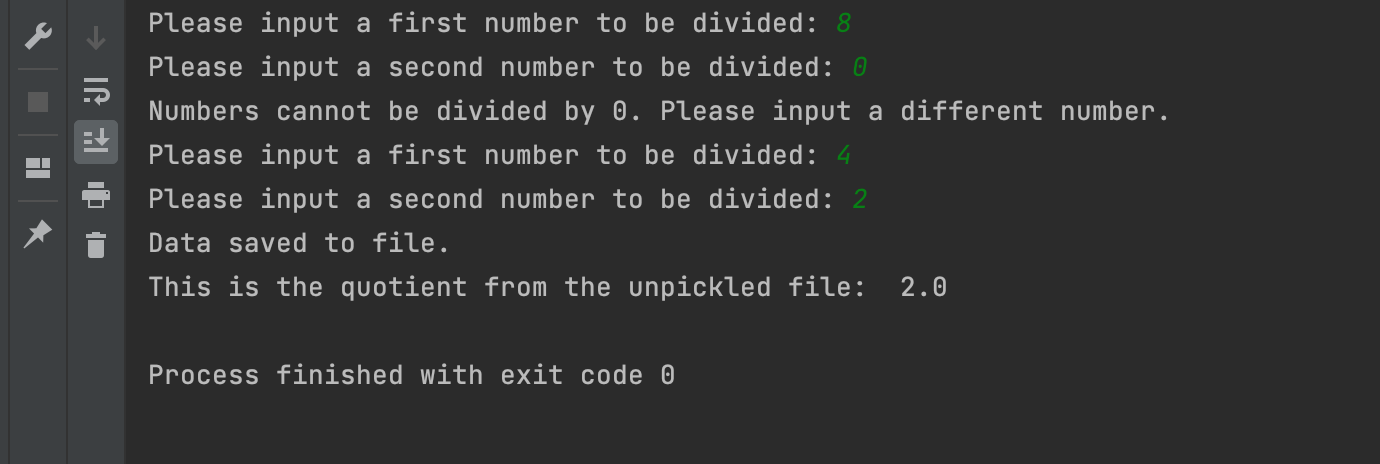 Please input a first number to be divided: 8
Please input a second number to be divided: 0
Numbers cannot be divided by 0. Please input a different number.
Please input a first number to be divided: 4
Please input a second number to be divided: 2
Data saved to file.
This is the quotient from the unpickled file:  2.0
Process finished with exit code 0